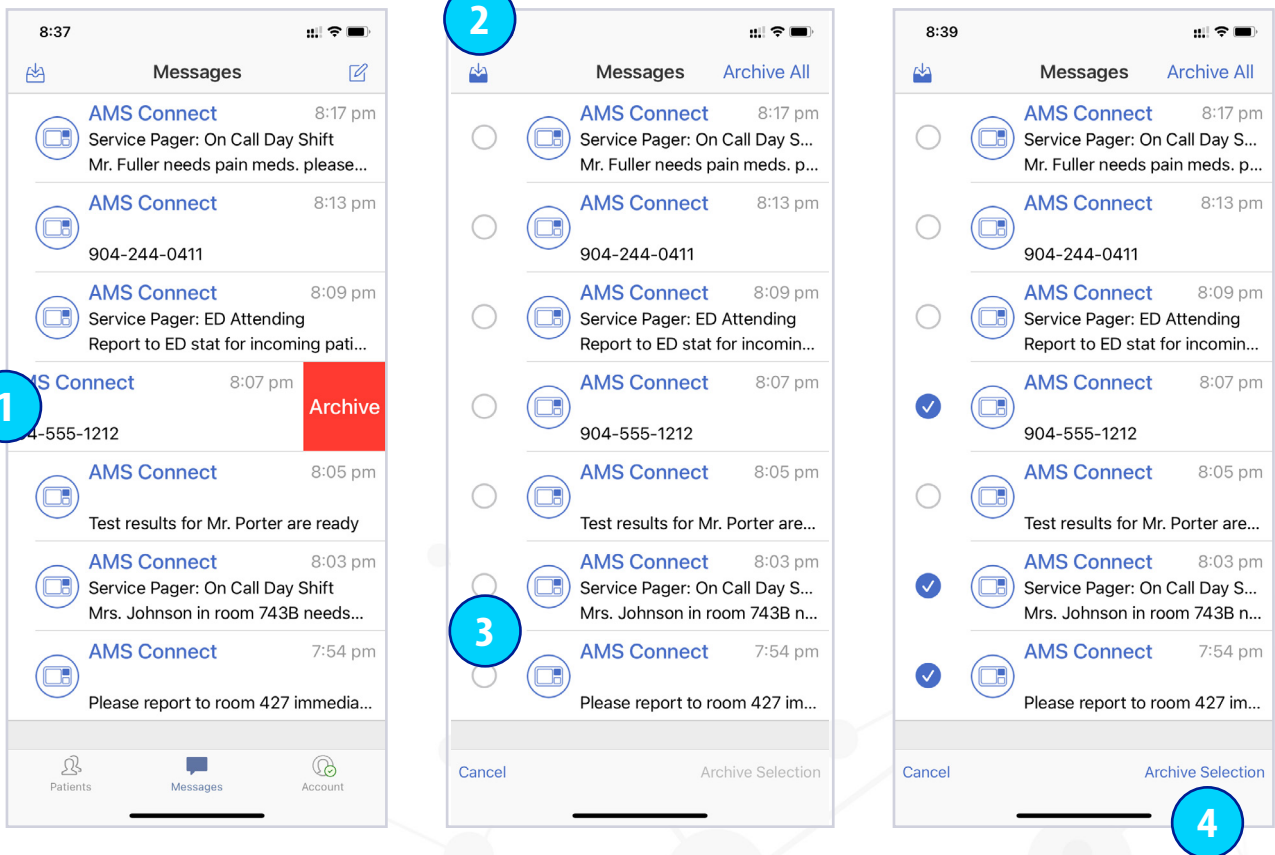 8:37
Messages
AMS Connect 8:17 pm
Service Pager: On Call Day Shift
Mr. Fuller needs pain meds. please...
AMS Connect 8:13 pm
904-244-0411
AMS Connect 8:09 pm
Service Pager: ED Attending
Report to ED stat for incoming pati...
1
MS Connect 8:07 pm
Archive
4-555-1212
AMS Connect 8:05 pm
Test results for Mr. Porter are ready
AMS Connect 8:03 pm
Service Pager: On Call Day Shift
Mrs. Johnson in room 743B needs...
AMS Connect 7:54 pm
Please report to room 427 immedia...
Patients Messages Account
2
Messages Archive All
AMS Connect 8:17 pm
Service Pager: On Call Day S...
Mr. Fuller needs pain meds. p...
AMS Connect 8:13 pm
904-244-0411
AMS Connect 8:09 pm
Service Pager: ED Attending
Report to ED stat for incomin...
AMS Connect 8:07 pm
904-555-1212
AMS Connect 8:05 pm
Test results for Mr. Porter are...
AMS Connect 8:03 pm
Service Pager: On Call Day S...
Mrs. Johnson in room 743B n...
3
AMS Connect 7:54 pm
Please report to room 427 im...
Cancel Archive Selection
8:39
Messages Archive All
AMS Connect 8:17 pm
Service Pager: On Call Day S...
Mr. Fuller needs pain meds. p...
AMS Connect 8:13 pm
904-244-0411
AMS Connect 8:09 pm
Service Pager: ED Attending
Report to ED stat for incomin...
AMS Connect 8:07 pm
904-555-1212
AMS Connect 8:05 pm
Test results for Mr. Porter are...
AMS Connect 8:03 pm
Service Pager: On Call Day S...
Mrs. Johnson in room 743B n...
AMS Connect 7:54 pm
Please report to room 427 im...
Cancel Archive Selection
4